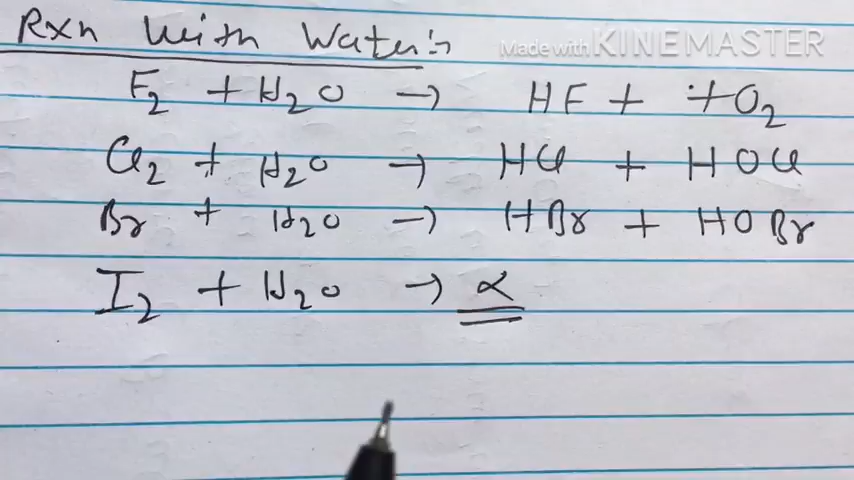 Rxn with Water:-
Made with KINEMASTER
F2 + H2O → HF + +O2
Cl2 + H2O → HCl + HOCl
Br + H2O → HBr + HOBr
I2 + H2O → ×